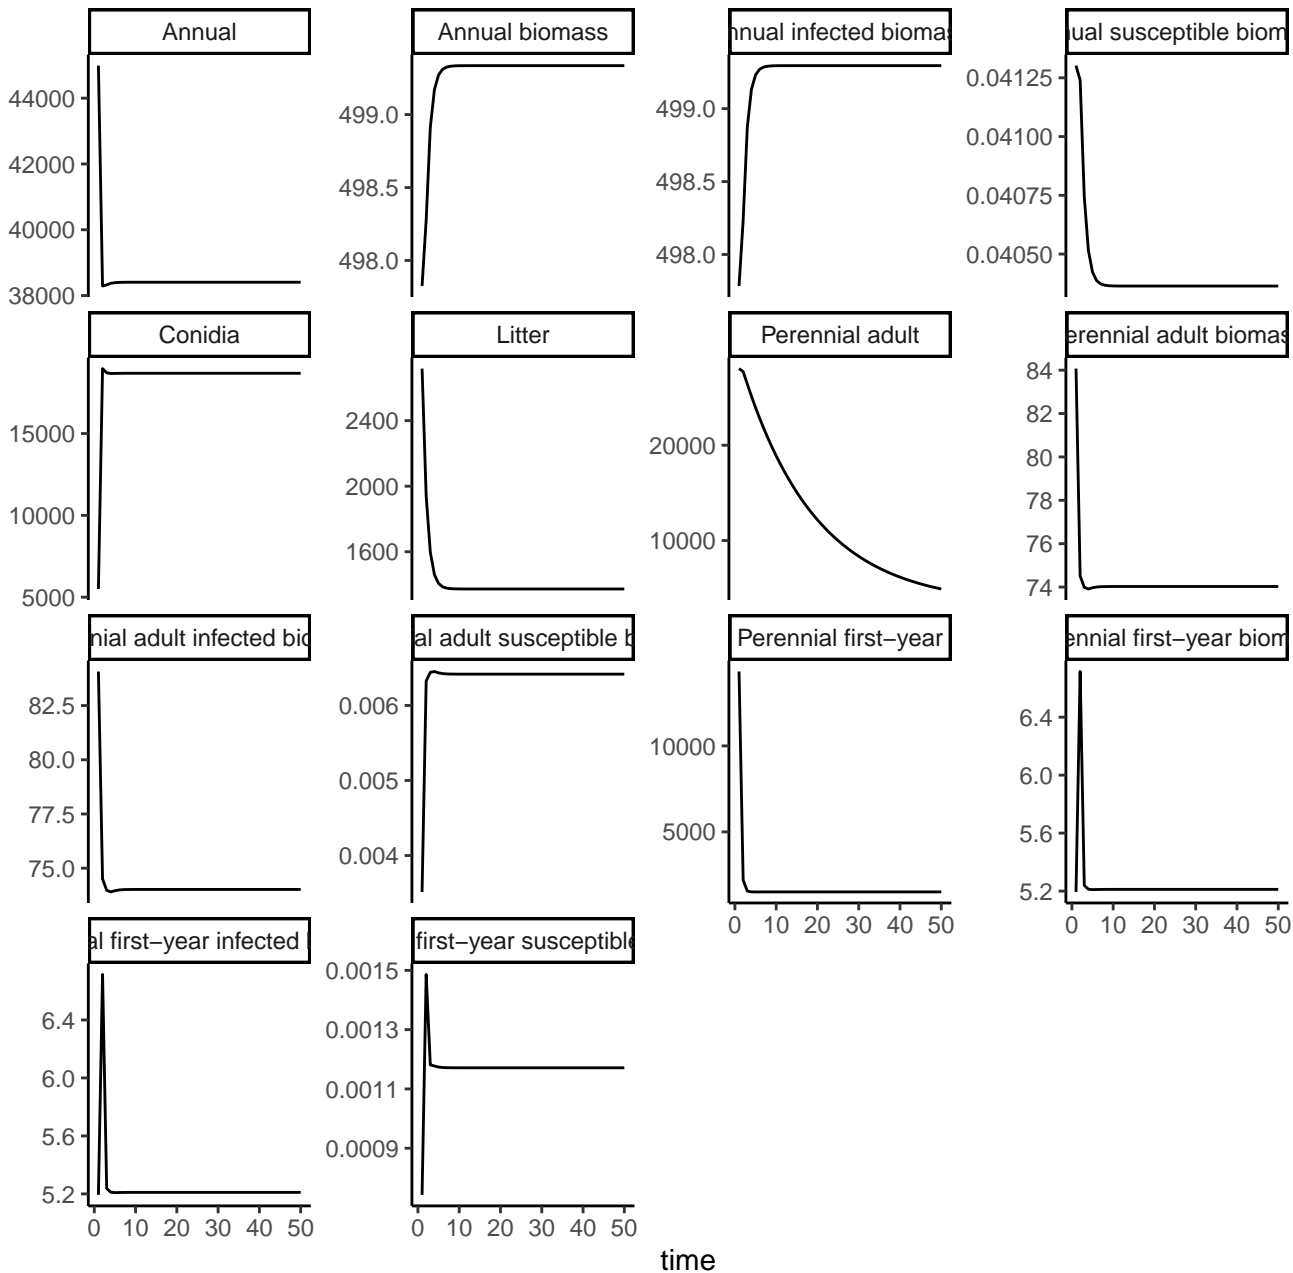 Annual
Annual biomass
nnual infected biomas
ual susceptible biom
44000
42000
40000
38000
499.0
498.5
498.0
499.0
498.5
498.0
0.04125
0.04100
0.04075
0.04050
Conidia
Litter
Perennial adult
erennial adult biomas
15000
10000
5000
2400
2000
1600
20000
10000
84
82
80
78
76
74
nial adult infected bio
al adult susceptible b
Perennial first−year
ennial first−year biom
82.5
80.0
77.5
75.0
0.006
0.005
0.004
10000
5000
6.4
6.0
5.6
5.2
0 10 20 30 40 50
0 10 20 30 40 50
al first−year infected
first−year susceptible
6.4
6.0
5.6
5.2
0.0015
0.0013
0.0011
0.0009
0 10 20 30 40 50
0 10 20 30 40 50
time